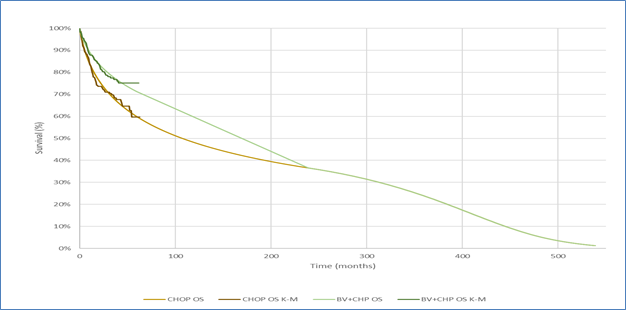 100%
90%
80%
70%
60%
50%
40%
30%
20%
10%
0%
Survival (%)
0 100 200 300 400 500
Time (months)
CHOP OS CHOP OS K-M BV+CHP OS BV+CHP OS K-M